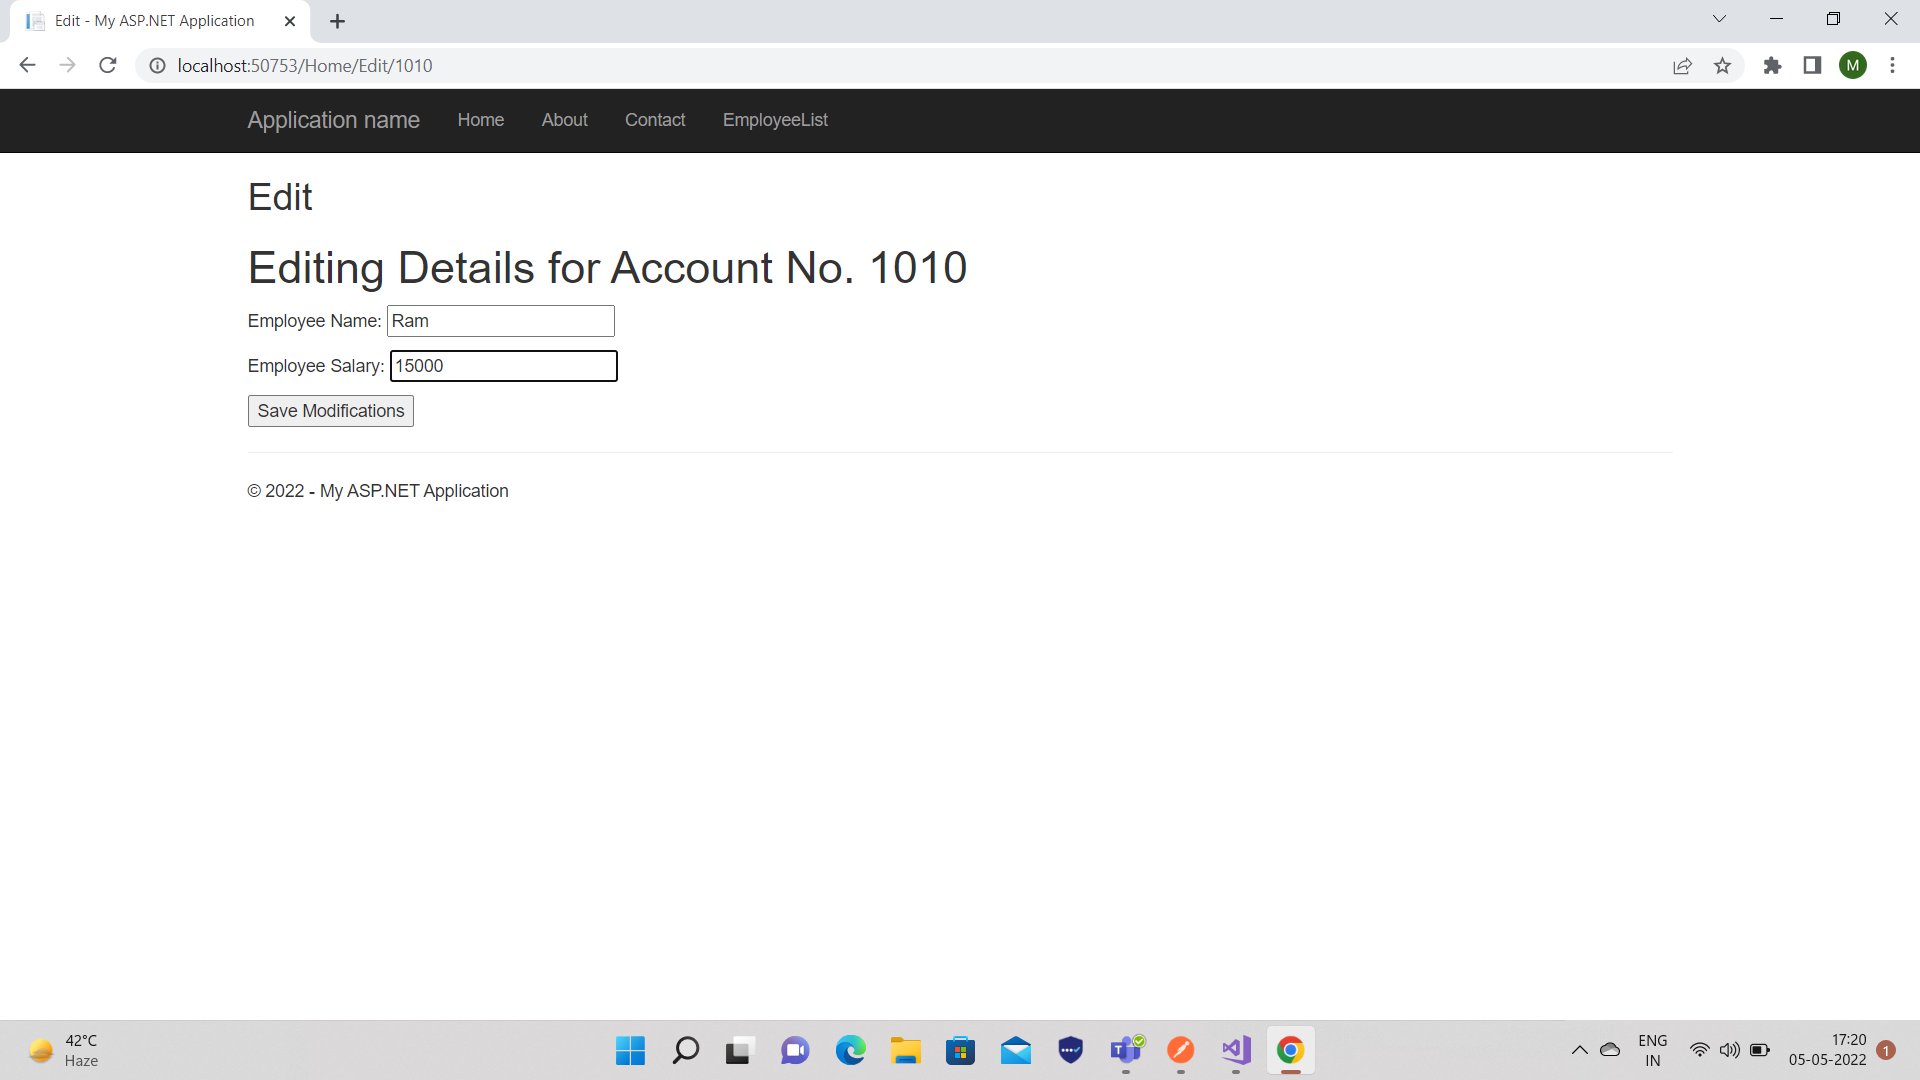 Edit - My ASP.NET Application
localhost:50753/Home/Edit/1010
M
Application name Home About Contact EmployeeList
Edit
Editing Details for Account No. 1010
Employee Name: Ram
Employee Salary: 15000
Save Modifications
© 2022 - My ASP.NET Application
42°C
Haze
T
ENG
IN
17:20
05-05-2022
1